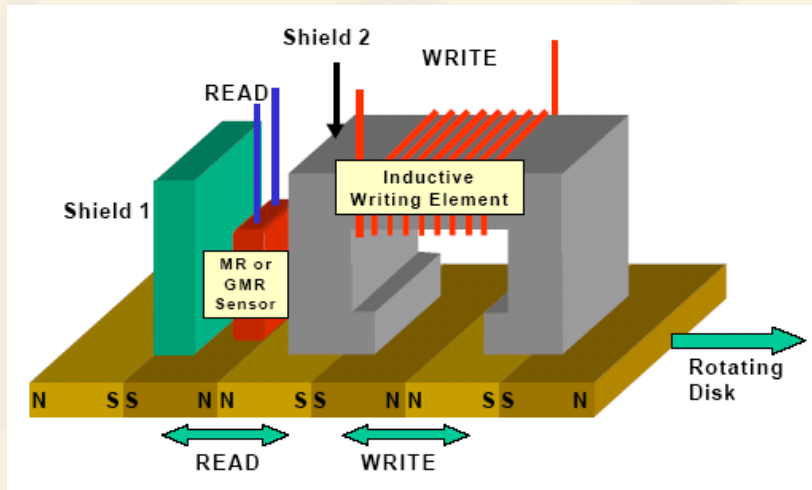 Shield 2
WRITE
READ
Inductive
Writing Element
Shield 1
MR or
GMR
Sensor
Rotating
Disk
N S S N N S S N N S S N
READ WRITE